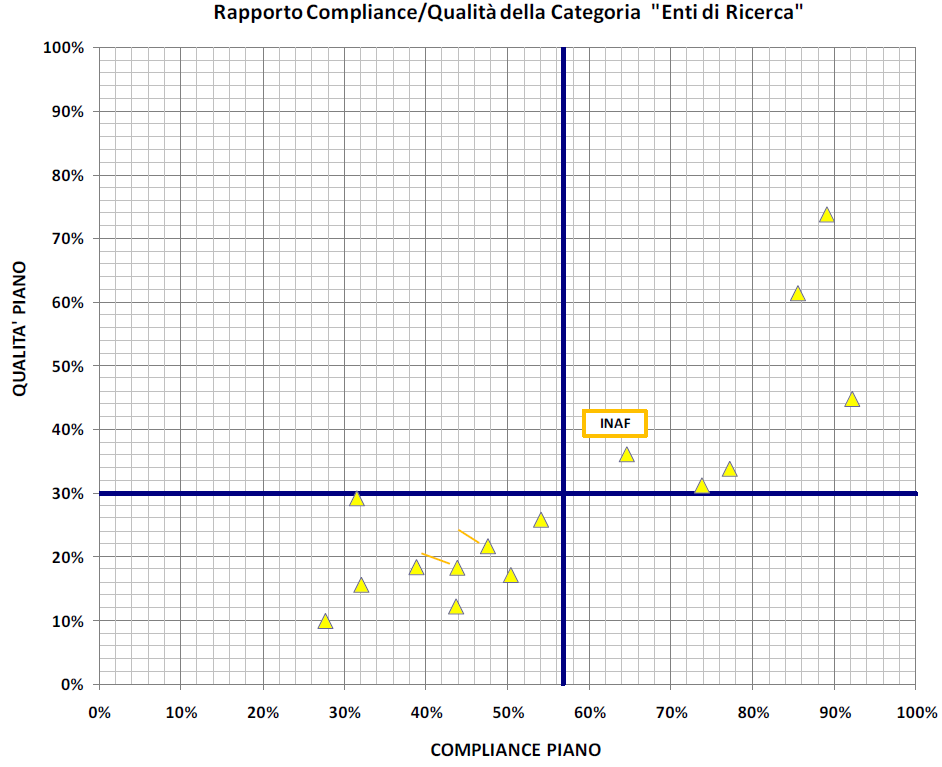 Rapporto Compliance/Qualità della Categoria "Enti di Ricerca"
100%
90%
80%
70%
60%
50%
40%
30%
20%
10%
0%
QUALITA' PIANO
INAF
0% 10% 20% 30% 40% 50% 60% 70% 80% 90% 100%
COMPLIANCE PIANO